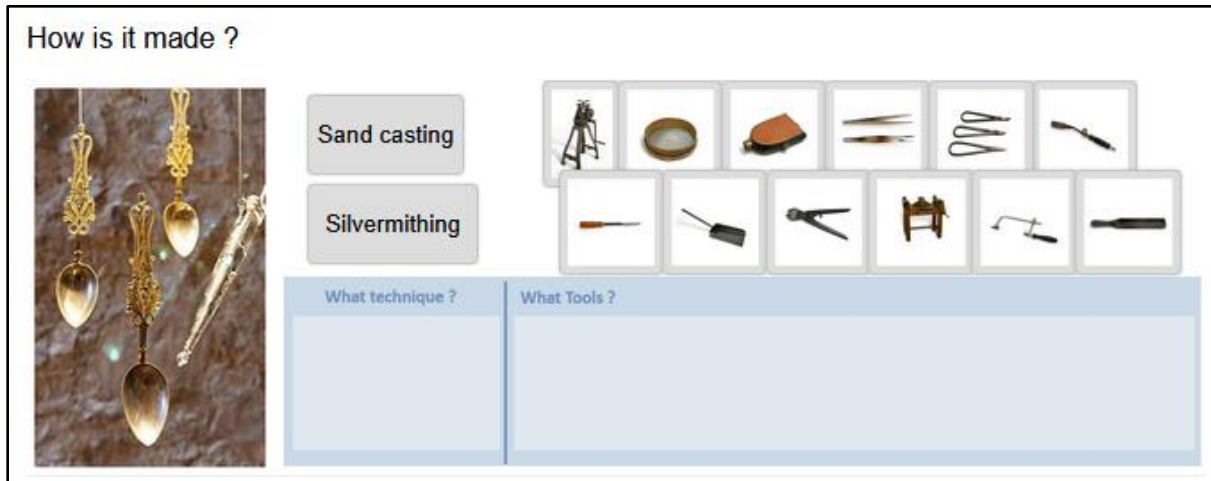 How is it made ?
Sand casting
Silvermithing
What technique ?
What Tools ?